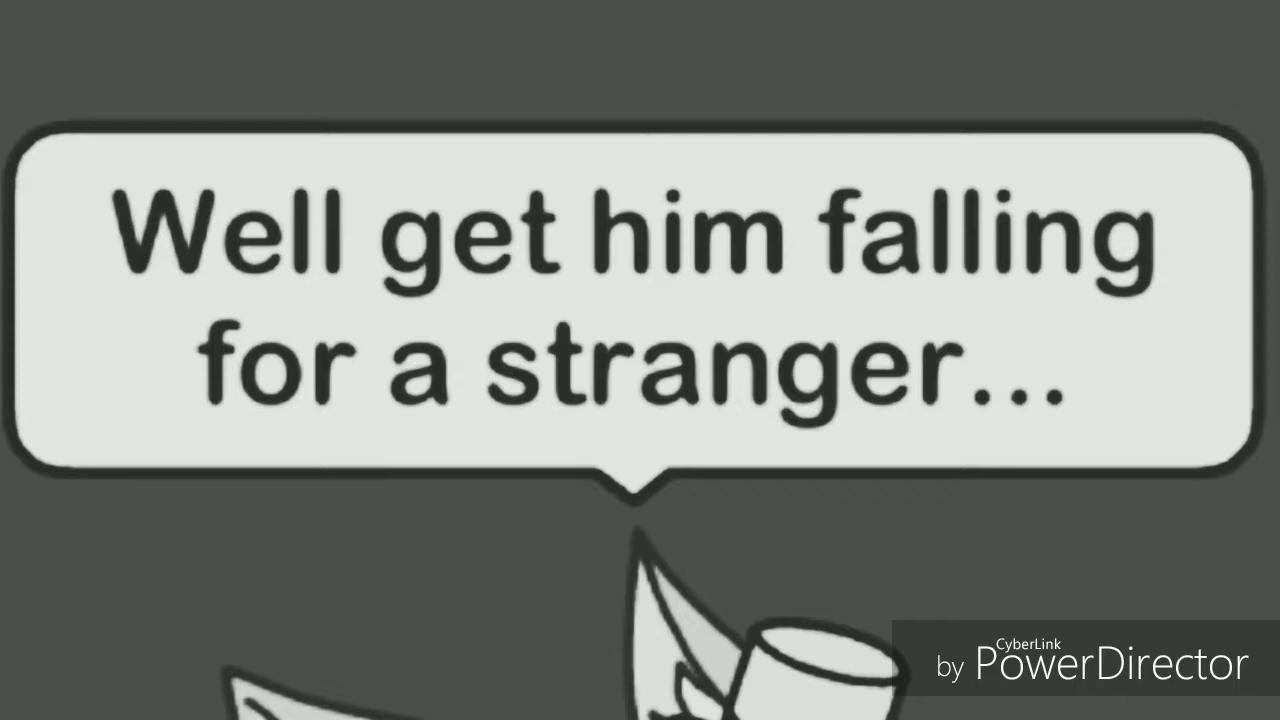 Well get him falling
for a stranger...
CyberLink
by PowerDirector